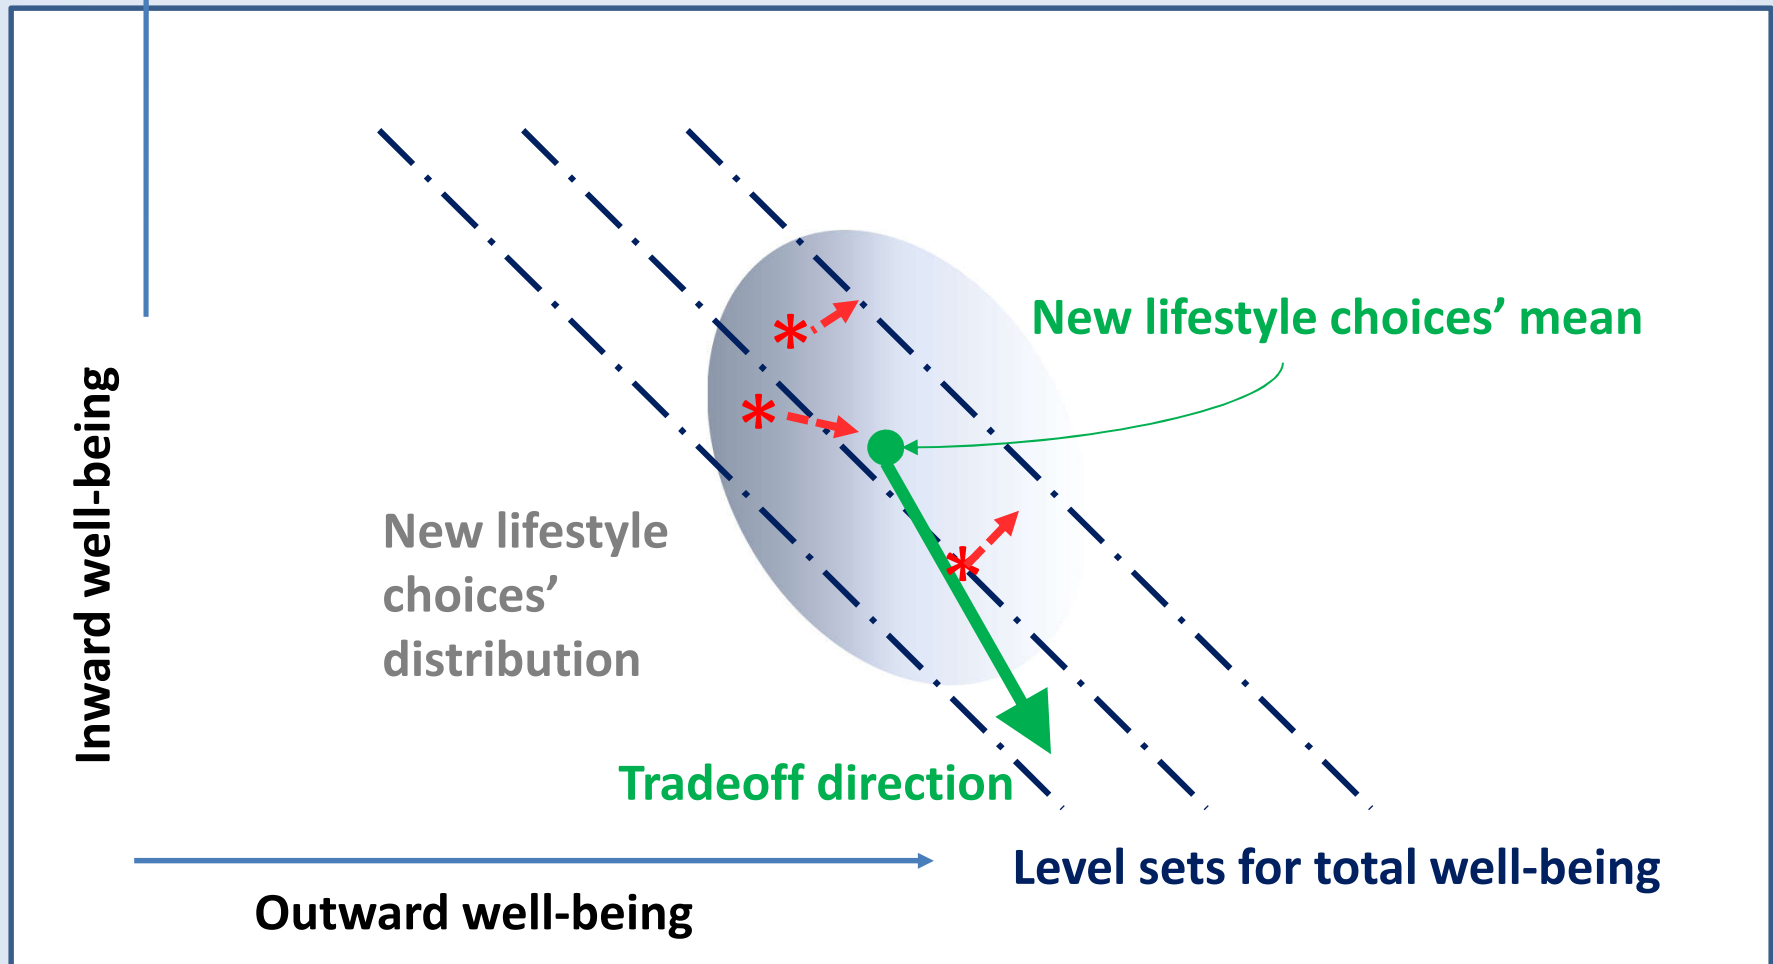 New lifestyle choices’ mean
Inward well-being
New lifestyle
choices’
distribution
Tradeoff direction
Level sets for total well-being
Outward well-being